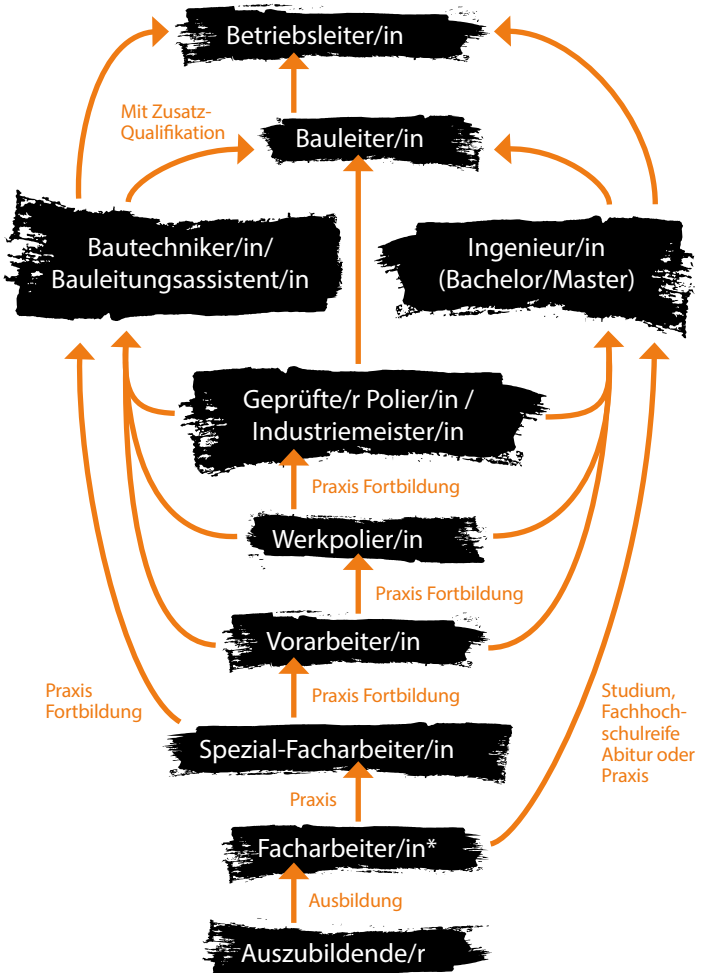 Betriebsleiter/in
Mit Zusatz-
Qualifikation
Bauleiter/in
Bautechniker/in/
Bauleitungsassistent/in
Ingenieur/in
(Bachelor/Master)
Geprüfte/r Polier/in /
Industriemeister/in
Praxis Fortbildung
Werkpolier/in
Praxis Fortbildung
Vorarbeiter/in
Praxis
Fortbildung
Praxis Fortbildung
Studium,
Fachhoch-
schulreife
Abitur oder
Praxis
Spezial-Facharbeiter/in
Praxis
Facharbeiter/in*
Ausbildung
Auszubildende/r